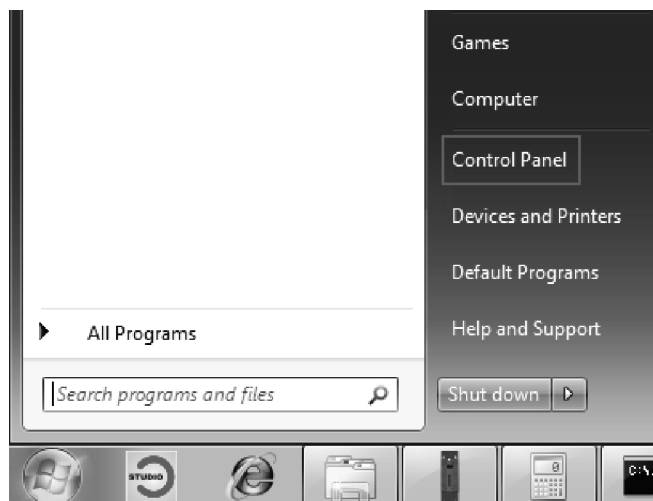 Games
Computer
Control Panel
Devices and Printers
Default Programs
All Programs
Help and Support
Search programs and files
Shut down
STUDIO
0
C:\.